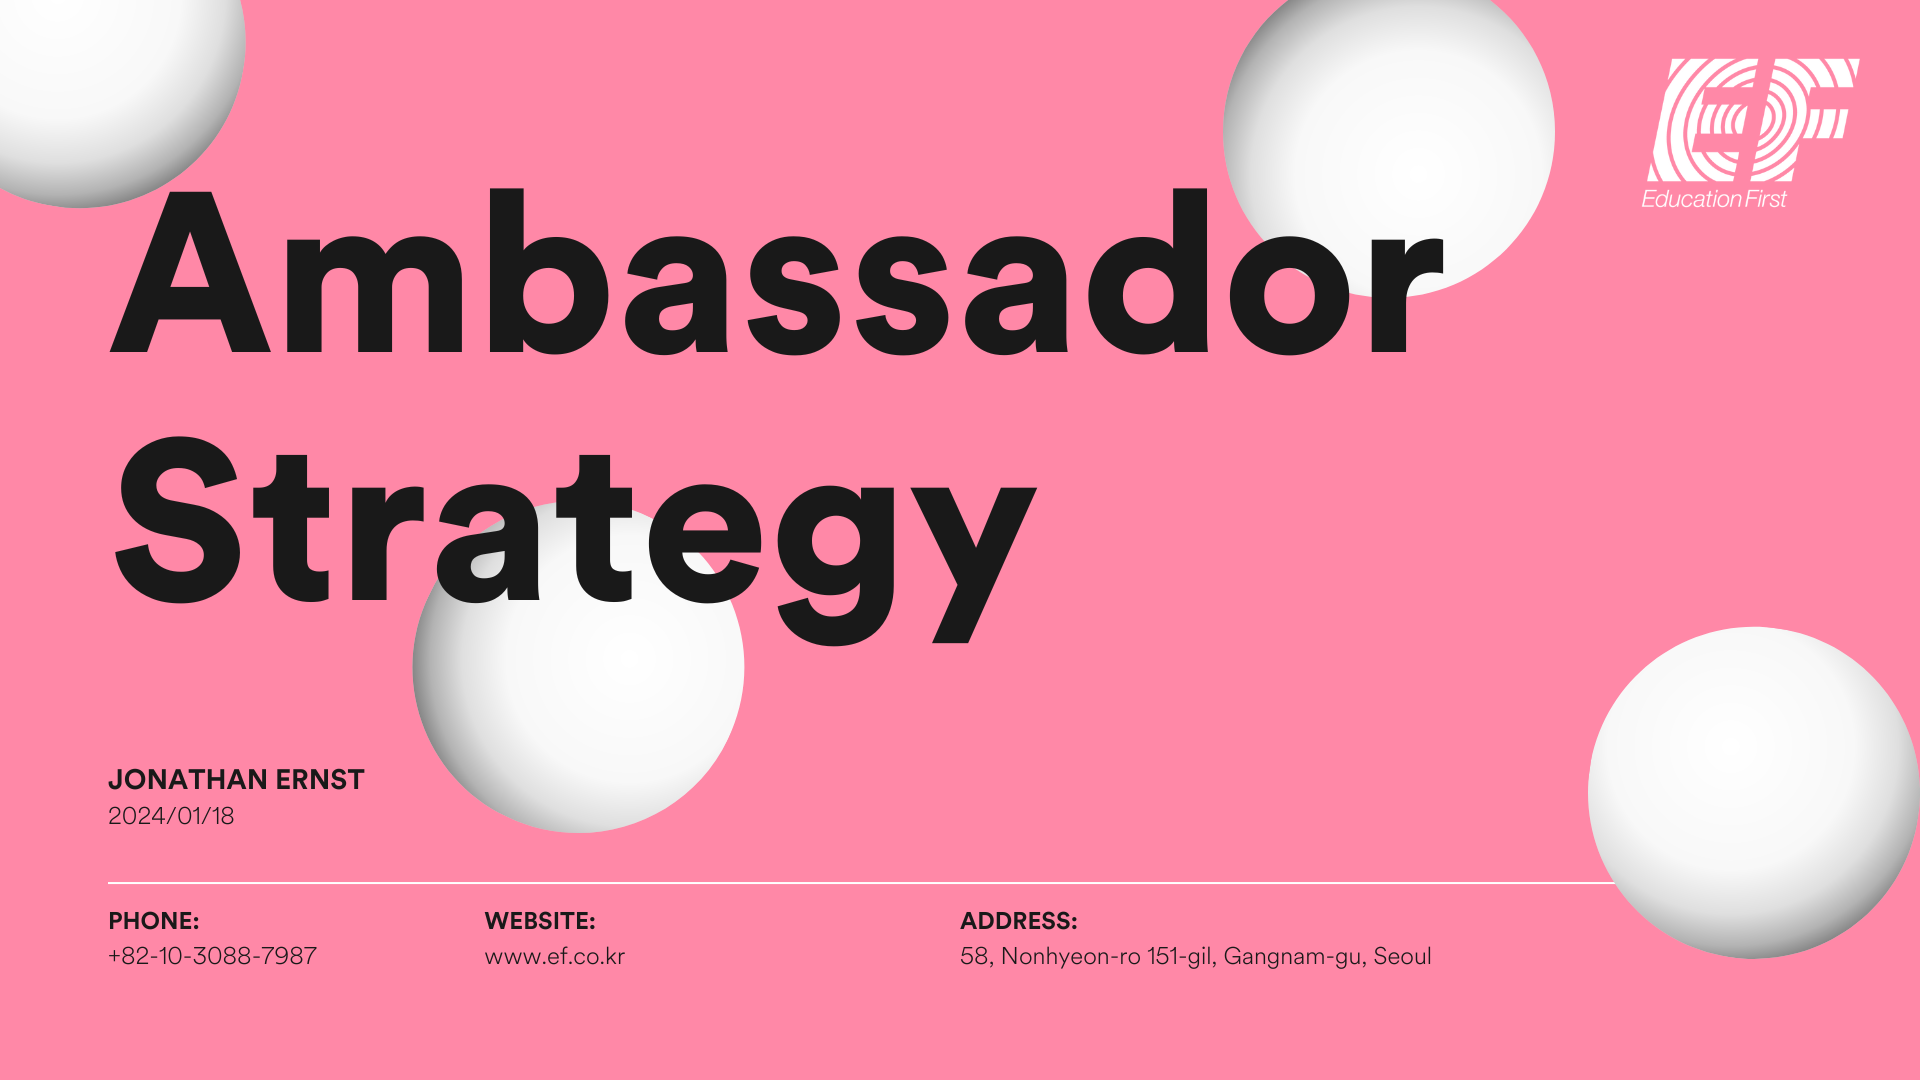 EF
Education First
Ambassador
Strategy
JONATHAN ERNST
2024/01/18
PHONE:
+82-10-3088-7987
WEBSITE:
www.ef.co.kr
ADDRESS:
58, Nonhyeon-ro 151-gil, Gangnam-gu, Seoul